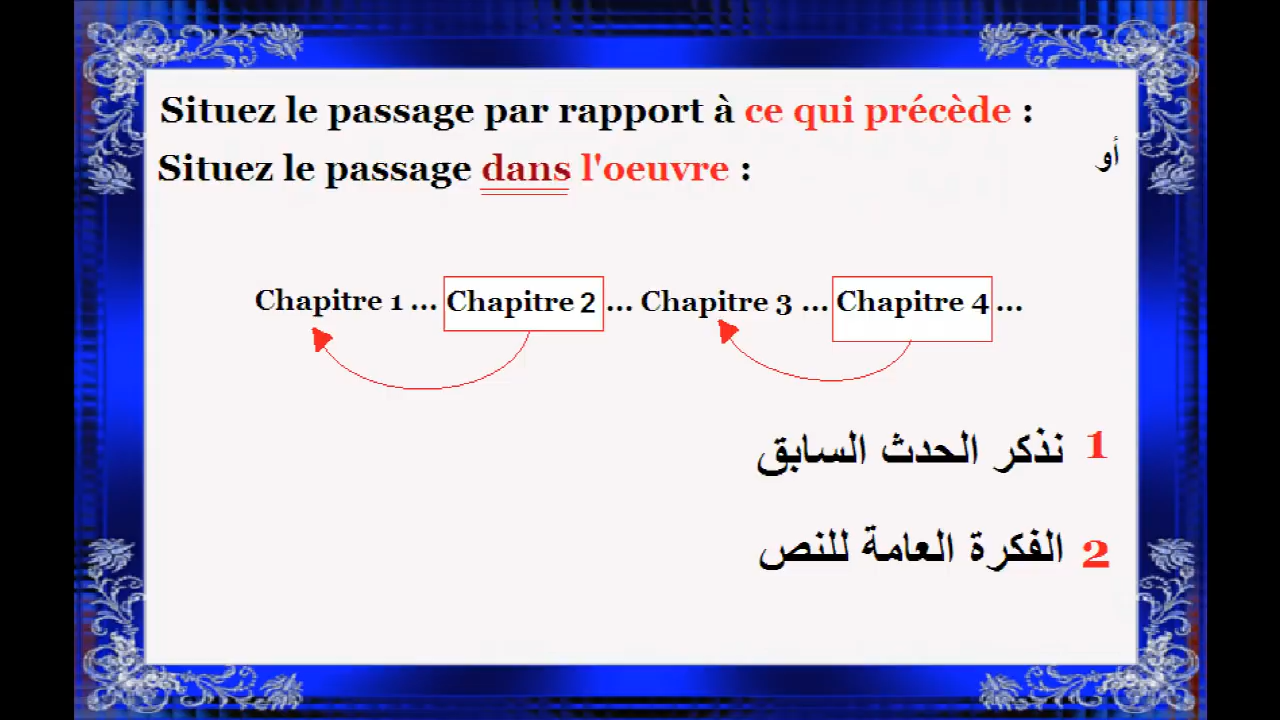 Situez le passage par rapport à ce qui précède :
أو
Situez le passage dans l'oeuvre :
Chapitre 1 ... Chapitre 2 ... Chapitre 3 ... Chapitre 4 ...
1 نذكر الحدث السابق
2 الفكرة العامة للنص